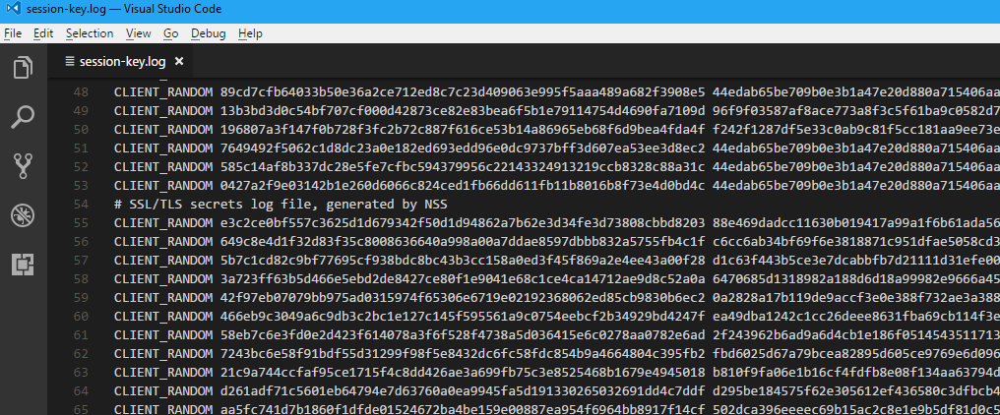 session-key.log — Visual Studio Code
File Edit Selection View Go Debug Help
session-key.log ×
48 CLIENT_RANDOM 89cd7cfb64033b50e36a2ce712ed8c7c23d409063e995f5aaa489a682f3908e5 44edab65be709b0e3b1a47e20d880a715406aa
49 CLIENT_RANDOM 13b3bd3d0c54bf707cf000d42873ce82e83bea6f5b1e79114754d4690fa7109d 96f9f03587af8ace773a8f3c5f61ba9c0582d7
50 CLIENT_RANDOM 196807a3f147f0b728f3fc2b72c887f616ce53b14a86965eb68f6d9bea4fda4f f242f1287df5e33c0ab9c81f5cc181aa9ee73e
51 CLIENT_RANDOM 7649492f5062c1d8dc23a0e182ed693edd96e0dc9737bff3d607ea53ee3d8ec2 44edab65be709b0e3b1a47e20d880a715406aa
52 CLIENT_RANDOM 585c14af8b337dc28e5fe7cfbc594379956c22143324913219ccb8328c88a31c 44edab65be709b0e3b1a47e20d880a715406aa
53 CLIENT_RANDOM 0427a2f9e03142b1e260d6066c824ced1fb66dd611fb11b8016b8f73e4d0bd4c 44edab65be709b0e3b1a47e20d880a715406aa
54 # SSL/TLS secrets log file, generated by NSS
55 CLIENT_RANDOM e3c2ce0bf557c3625d1d679342f50d1d94862a7b62e3d34fe3d73808cbbd8203 88e469dadcc11630b019417a99a1f6b61ada56
56 CLIENT_RANDOM 649c8e4d1f32d83f35c8008636640a998a00a7ddae8597dbbb832a5755fb4c1f c6cc6ab34bf69f6e3818871c951dfae5058cd3
57 CLIENT_RANDOM 5b7c1cd82c9bf77695cf938bdc8bc43b3cc158a0ed3f45f869a2e4ee43a00f28 d1c63f443b5ce3e7dcabbfb7d21111d31efe00
58 CLIENT_RANDOM 3a723ff63b5d466e5ebd2de8427ce80f1e9041e68c1ce4ca14712ae9d8c52a0a 6470685d1318982a188d6d18a99982e9666a45
59 CLIENT_RANDOM 42f97eb07079bb975ad0315974f65306e6719e02192368062ed85cb9830b6ec2 0a2828a17b119de9accf3e0e388f732ae3a388
60 CLIENT_RANDOM 466eb9c3049a6c9db3c2bc1e127c145f595561a9c0754eebcf2b34929bd4247f ea49dba1242c1cc26deee8631fba69cb114f3e
61 CLIENT_RANDOM 58eb7c6e3fd0e2d423f614078a3f6f528f4738a5d036415e6c0278aa0782e6ad 2f243962b6ad9a6d4cb1e186f0514543511713
62 CLIENT_RANDOM 7243bc6e58f91bdf55d31299f98f5e8432dc6fc58fdc854b9a4664804c395fb2 fbd6025d67a79bcea82895d605ce9769e6d096
63 CLIENT_RANDOM 21c9a744ccfaf95ce1715f4c8dd426ae3a699fb75c3e8525468b1679e4945018 b810f9fa06e1b16cf4fdfb8e08f134aa63794d
64 CLIENT_RANDOM d261adf71c5601eb64794e7d63760a0ea9945fa5d191330265032691dd4c7ddf d295be184575f62e305612ef436580c3dfbcb4
65 CLIENT_RANDOM aa5fc741d7b1860f1dfde01524672ba4be159e00887ea954f6964bb8917f14cf 502dca396eeeec69b15ac2c8e1e9b5df81d0c5